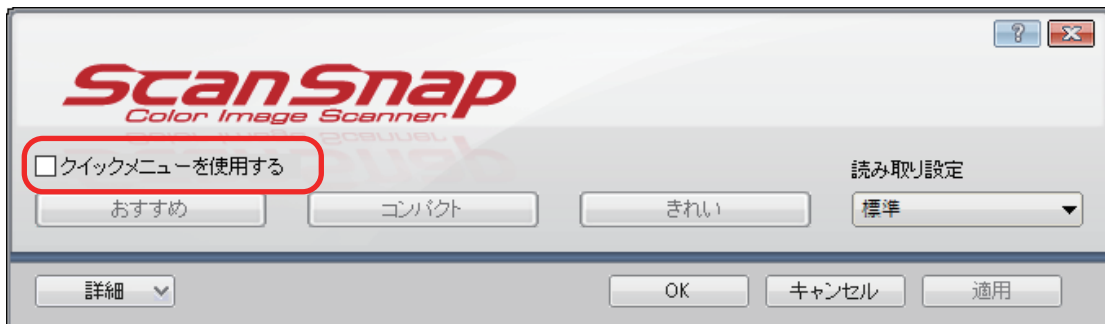 ScanSnap
Color Image Scanner
クイックメニューを使用する
読み取り設定
おすすめ
コンパクト
きれい
標準
詳細
OK
キャンセル
適用